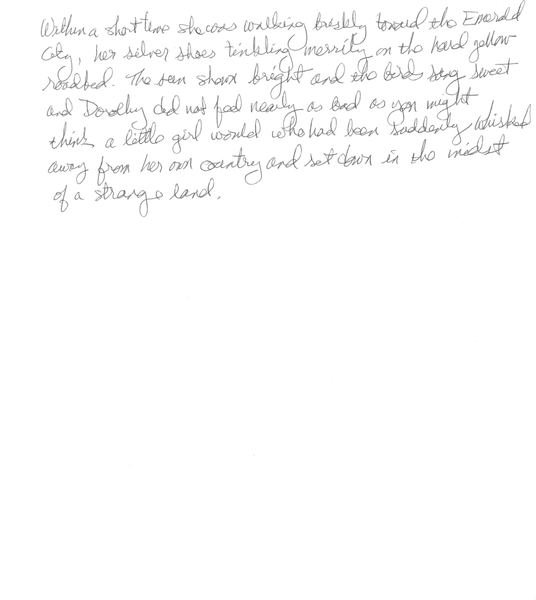 Within a short time she was walking briskly toward the Emerald
City, her silver shoes tinkling merrily on the hard yellow
roadbed. The sun shone bright and the birds sang sweet
and Dorothy did not feel nearly as bad as you might
think a little girl would who had been suddenly whisked
away from her own country and set down in the midst
of a strange land.